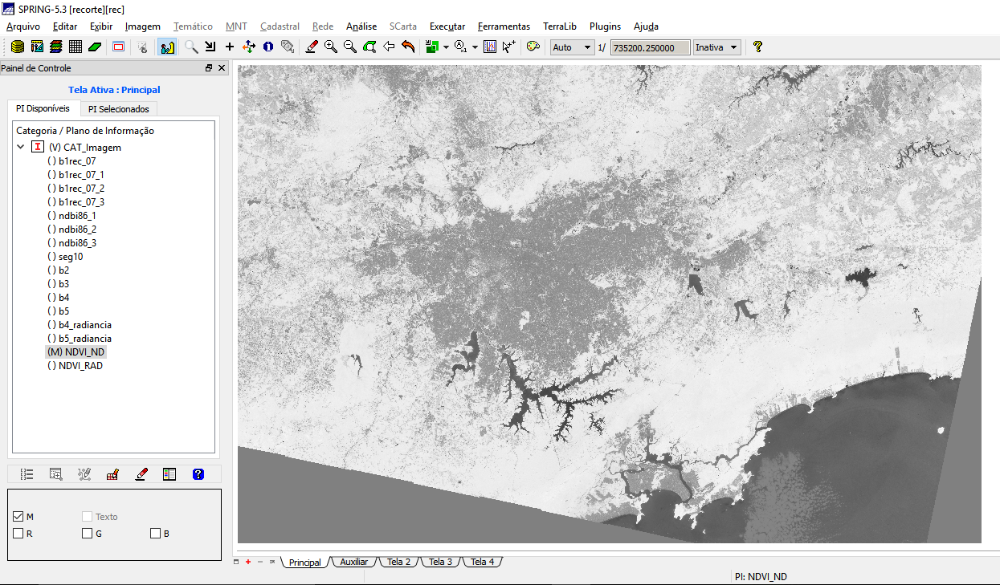 SPRING-5.3 [recorte][rec]
Arquivo Editar Exibir Imagem Temático MNT Cadastral Rede Análise SCarta Executar Ferramentas TerraLib Plugins Ajuda
Auto 1/ 735200.250000 Inativa
Painel de Controle
Tela Ativa : Principal
PI Disponíveis PI Selecionados
Categoria / Plano de Informação
(V) CAT_Imagem
( ) b1rec_07
( ) b1rec_07_1
( ) b1rec_07_2
( ) b1rec_07_3
( ) ndbi86_1
( ) ndbi86_2
( ) ndbi86_3
( ) seg10
( ) b2
( ) b3
( ) b4
( ) b5
( ) b4_radiancia
( ) b5_radiancia
(M) NDVI_ND
( ) NDVI_RAD
M Texto
R G B
Principal Auxiliar Tela 2 Tela 3 Tela 4
PI: NDVI_ND